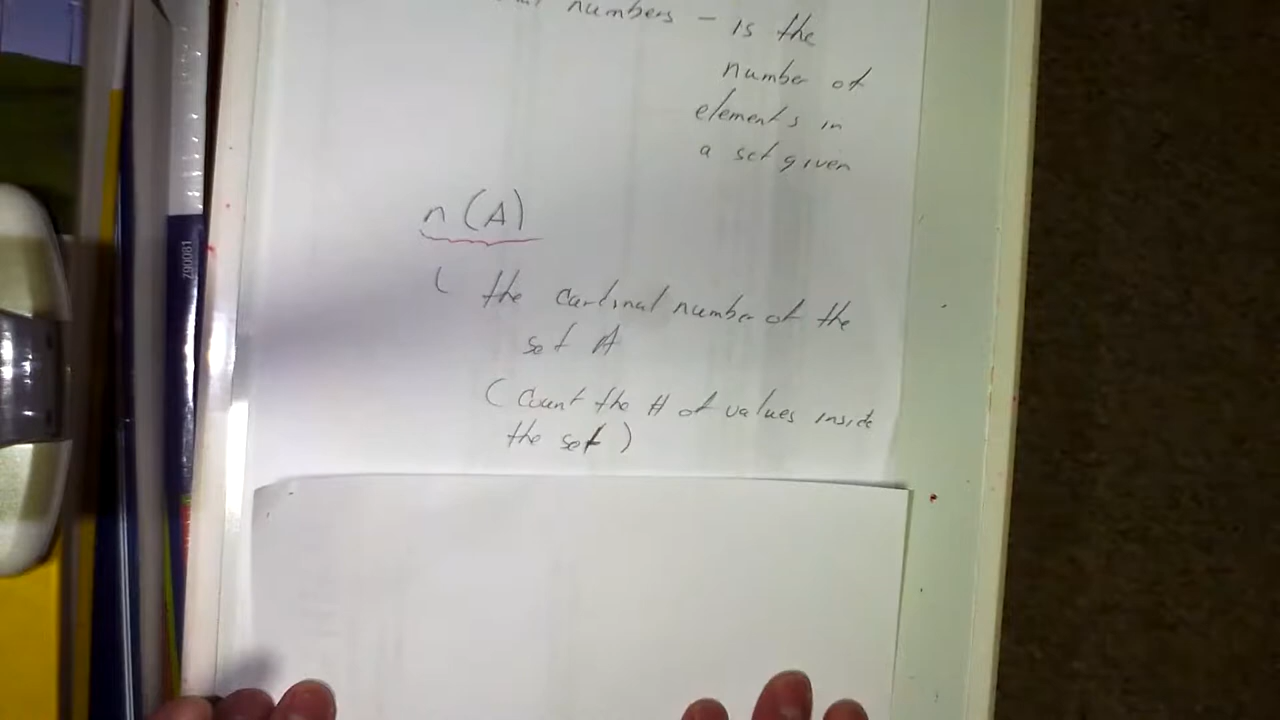 numbers - is the
number of
elements in
a set given
n(A)
( the cardinal number of the
set A
(Count the # of values inside
the set)
790081